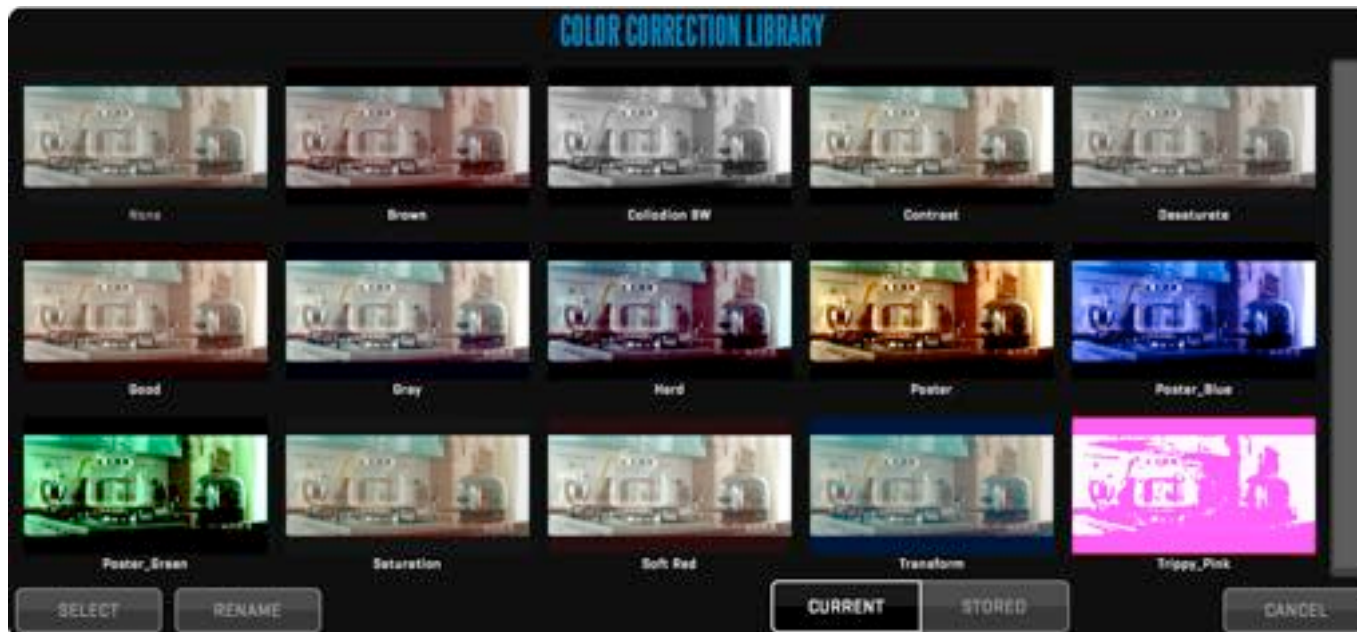 COLOR CORRECTION LIBRARY
None Brown Collodion BW Contrast Desaturate
Good Gray Hard Poster Poster_Blue
Poster_Green Saturation Soft Red Transform Trippy_Pink
SELECT RENAME CURRENT STORED CANCEL